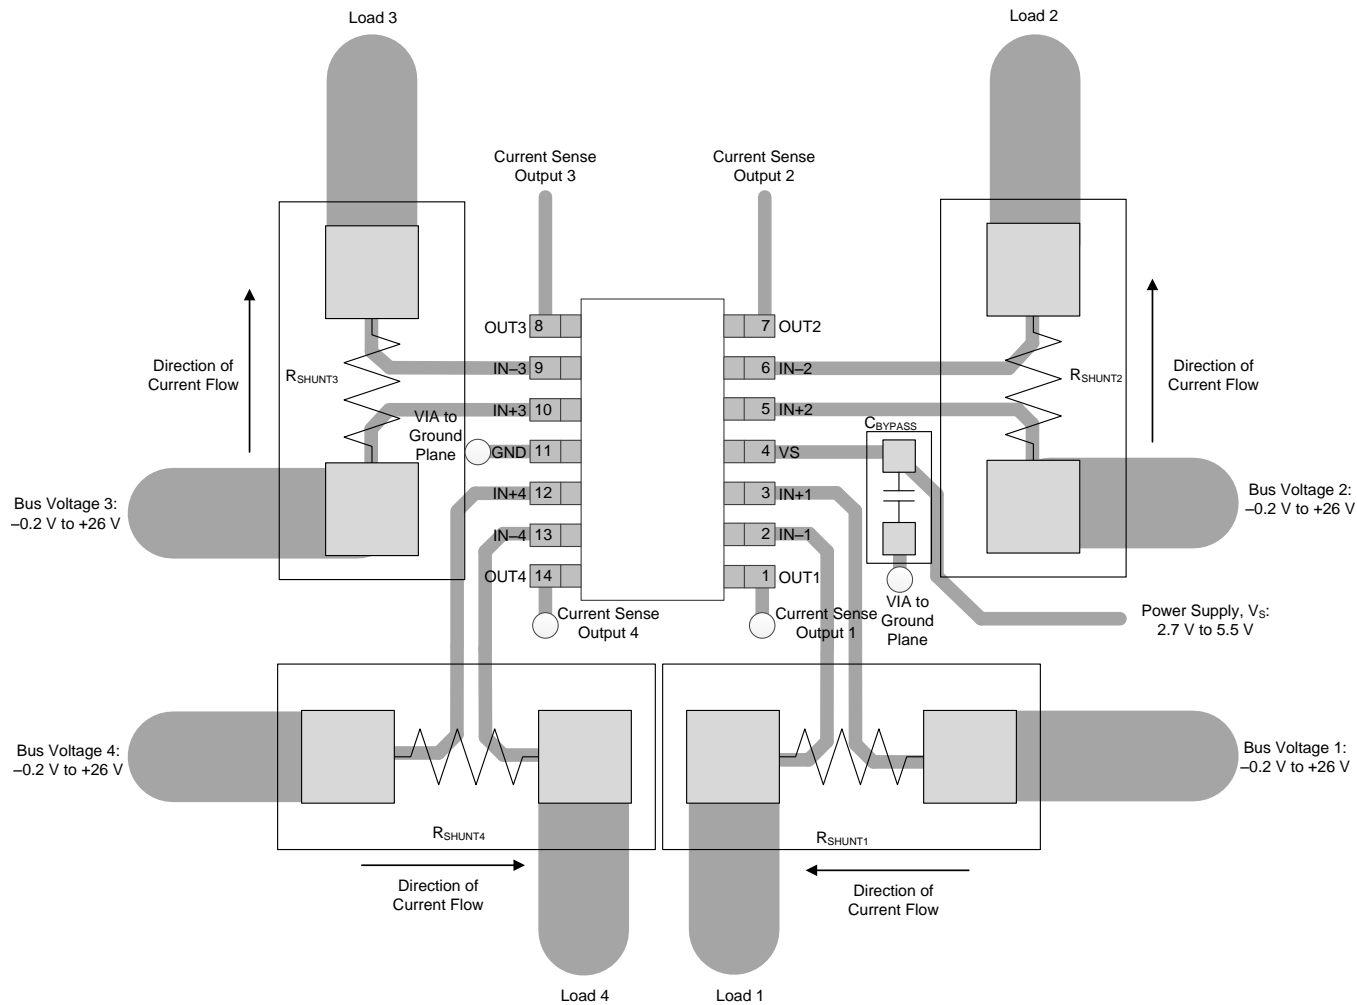 Load 3
Load 2
Current Sense
Output 3
Current Sense
Output 2
OUT3
8
7
OUT2
IN–3
9
6
IN–2
Direction of
Current Flow
RSHUNT3
RSHUNT2
Direction of
Current Flow
IN+3
10
5
IN+2
VIA to
Ground
Plane
CBYPASS
GND
11
4
VS
IN+4
12
3
IN+1
Bus Voltage 3:
–0.2 V to +26 V
Bus Voltage 2:
–0.2 V to +26 V
IN–4
13
2
IN–1
OUT4
14
1
OUT1
Current Sense
Output 4
Current Sense
Output 1
VIA to
Ground
Plane
Power Supply, VS:
2.7 V to 5.5 V
Bus Voltage 4:
–0.2 V to +26 V
Bus Voltage 1:
–0.2 V to +26 V
RSHUNT4
RSHUNT1
Direction of
Current Flow
Direction of
Current Flow
Load 4
Load 1